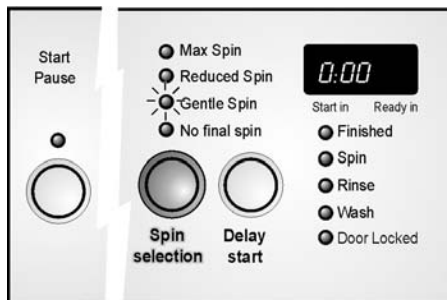 Start
Pause
Max Spin
Reduced Spin
Gentle Spin
No final spin
Spin
selection
Delay
start
0:00
Start in Ready in
Finished
Spin
Rinse
Wash
Door Locked